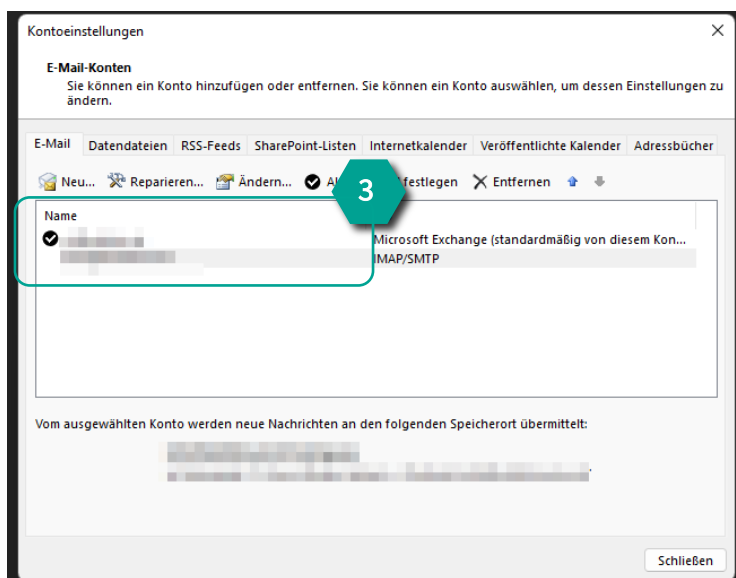 Kontoeinstellungen
E-Mail-Konten
Sie können ein Konto hinzufügen oder entfernen. Sie können ein Konto auswählen, um dessen Einstellungen zu
ändern.
E-Mail Datendateien RSS-Feeds SharePoint-Listen Internetkalender Veröffentlichte Kalender Adressbücher
Neu... Reparieren... Ändern... festlegen Entfernen
3
Name
Microsoft Exchange (standardmäßig von diesem Kon...
IMAP/SMTP
Vom ausgewählten Konto werden neue Nachrichten an den folgenden Speicherort übermittelt:
Schließen